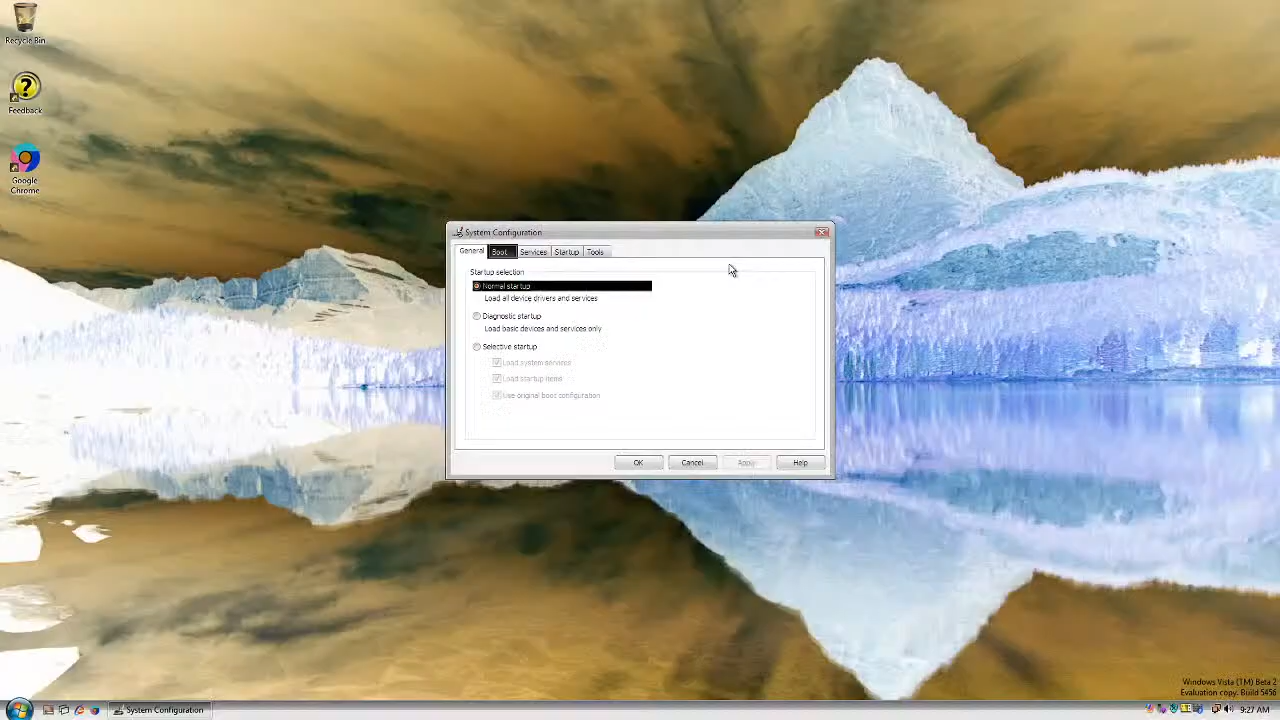 Recycle Bin
Feedback
Google
Chrome
System Configuration
General Boot Services Startup Tools
Startup selection
Normal startup
Load all device drivers and services
Diagnostic startup
Load basic devices and services only
Selective startup
Load system services
Load startup items
Use original boot configuration
OK Cancel Apply Help
Windows Vista (TM) Beta 2
Evaluation copy. Build 5456
System Configuration
9:27 AM